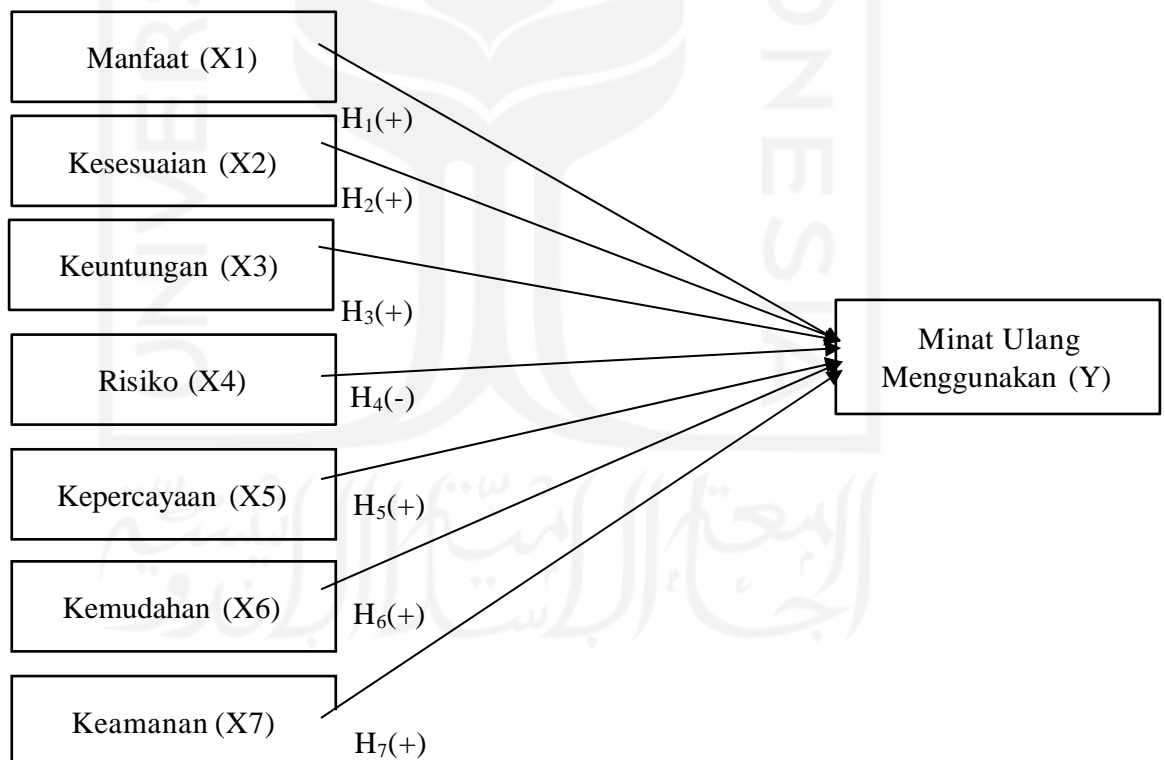 Manfaat (X1)
H₁(+)
Kesesuaian (X2)
H₂(+)
Keuntungan (X3)
H₃(+)
Minat Ulang
Menggunakan (Y)
Risiko (X4)
H₄(-)
Kepercayaan (X5)
H₅(+)
Kemudahan (X6)
H₆(+)
Keamanan (X7)
H₇(+)